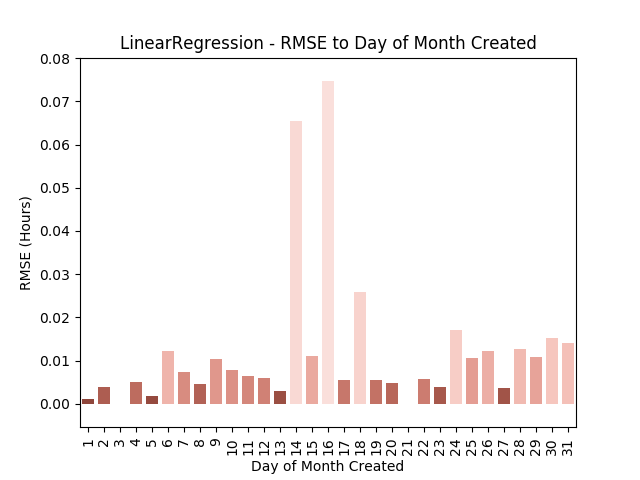 LinearRegression - RMSE to Day of Month Created
0.08
0.07
0.06
0.05
0.04
0.03
0.02
0.01
0.00
RMSE (Hours)
1 2 3 4 5 6 7 8 9 10 11 12 13 14 15 16 17 18 19 20 21 22 23 24 25 26 27 28 29 30 31
Day of Month Created